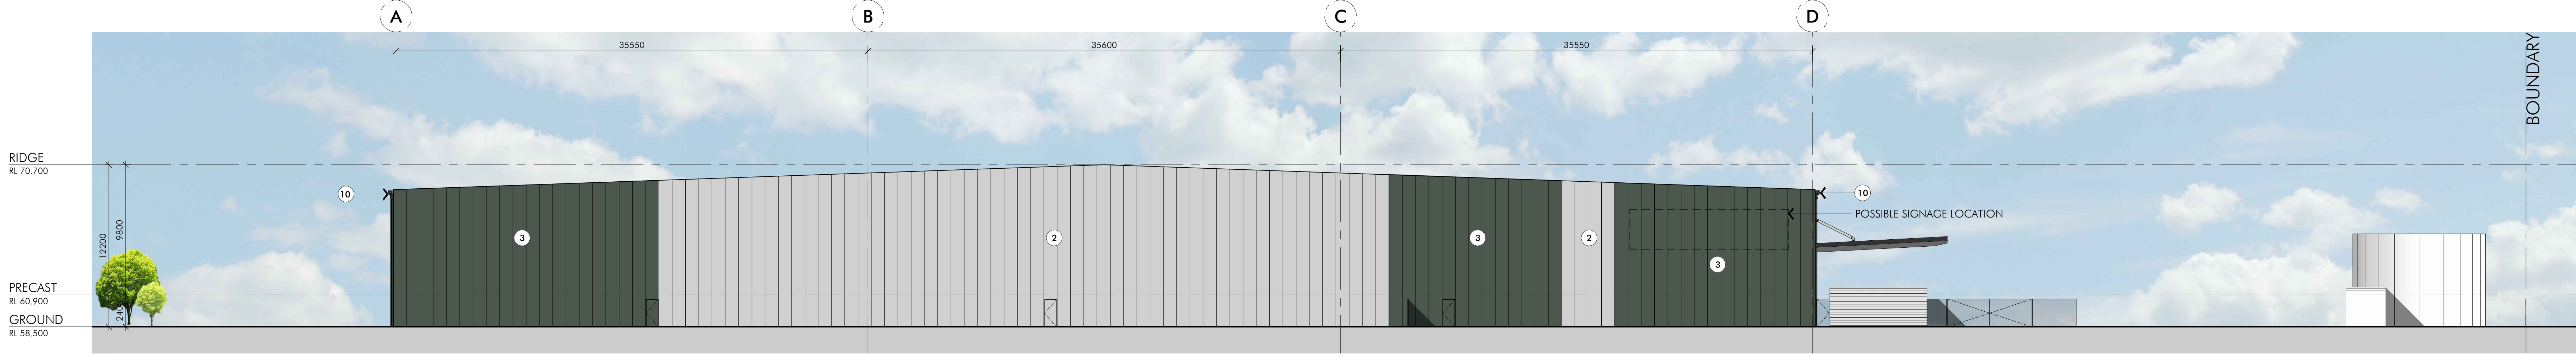 A
B
C
D
35550
35600
35550
BOUNDARY
RIDGE
RL 70.700
10
10
POSSIBLE SIGNAGE LOCATION
12200
9800
3
2
3
2
3
PRECAST
RL 60.900
GROUND
RL 58.500